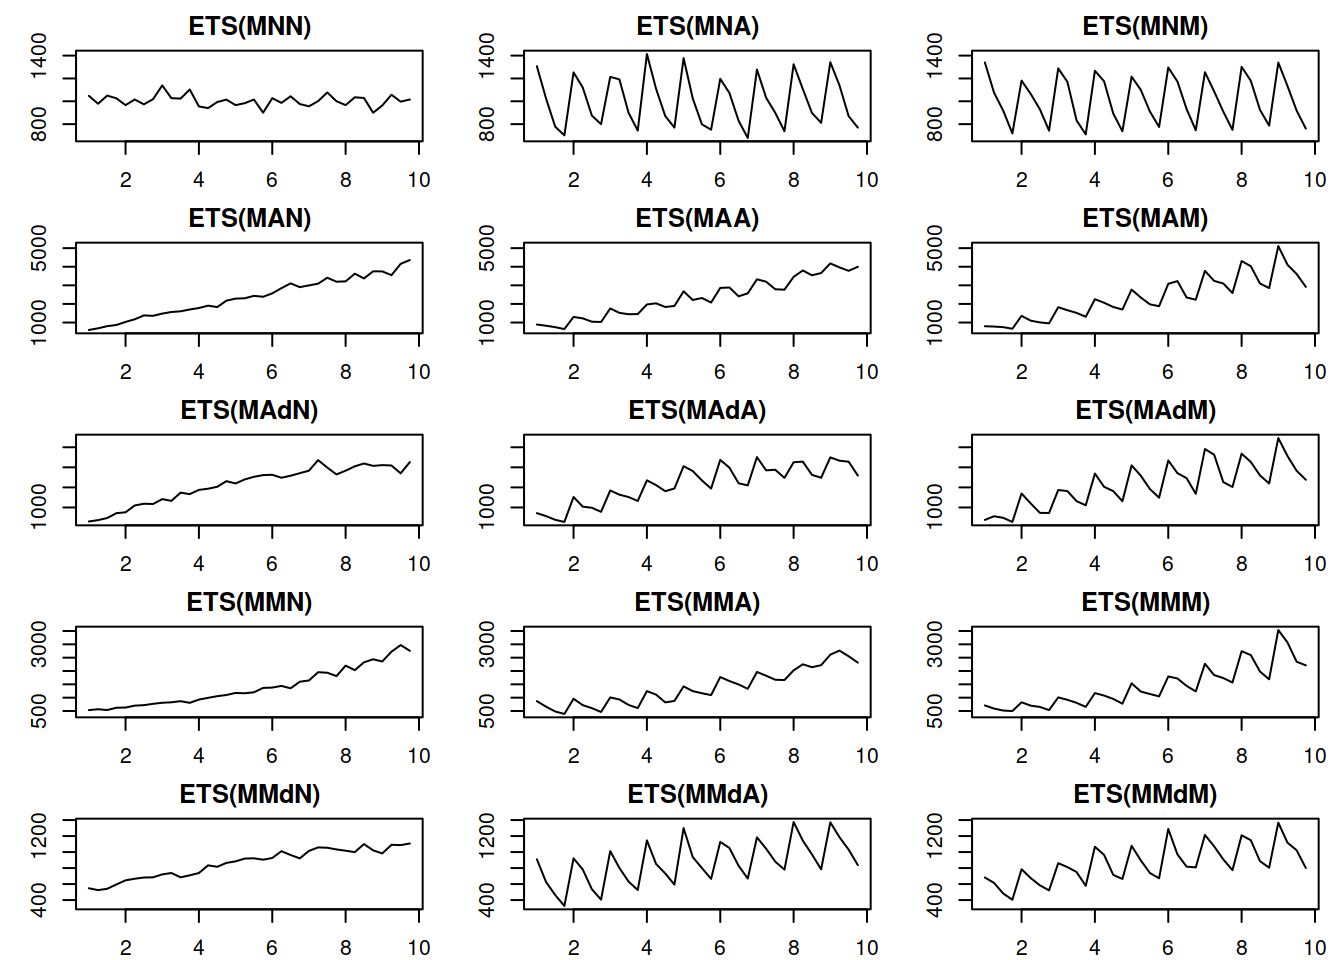 ETS(MNN) ETS(MNA) ETS(MNM)
1400 1400 1400
800 800 800
2 4 6 8 10 2 4 6 8 10 2 4 6 8 10
ETS(MAN) ETS(MAA) ETS(MAM)
5000 5000 5000
1000 1000 1000
2 4 6 8 10 2 4 6 8 10 2 4 6 8 10
ETS(MAdN) ETS(MAdA) ETS(MAdM)
1000 1000 1000
2 4 6 8 10 2 4 6 8 10 2 4 6 8 10
ETS(MMN) ETS(MMA) ETS(MMM)
3000 3000 3000
500 500 500
2 4 6 8 10 2 4 6 8 10 2 4 6 8 10
ETS(MMdN) ETS(MMdA) ETS(MMdM)
1200 1200 1200
400 400 400
2 4 6 8 10 2 4 6 8 10 2 4 6 8 10